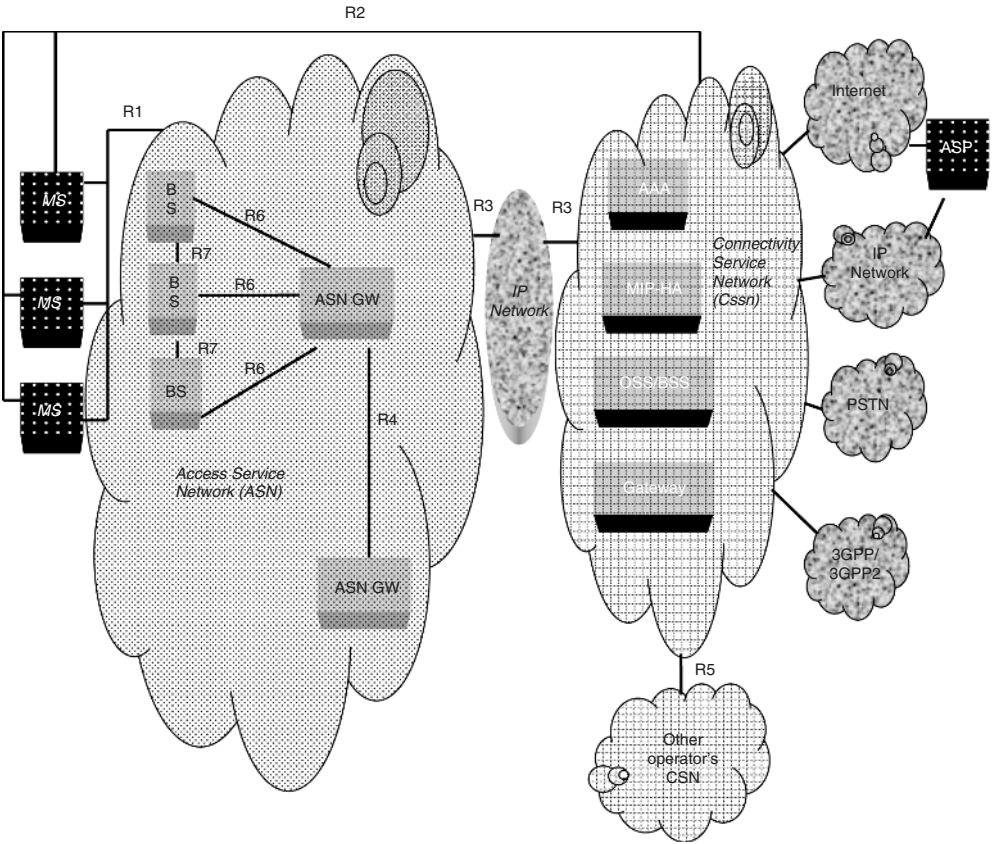 R2
R1
MS
MS
MS
B
S
R7
B
S
R7
BS
R6
R6
R6
ASN GW
R4
Access Service
Network (ASN)
ASN GW
R3
IP
Network
R3
AAA
MIP-HA
OSS/BSS
Gateway
Connectivity
Service
Network
(Cssn)
Internet
ASP
IP
Network
PSTN
3GPP/
3GPP2
R5
Other
operator's
CSN